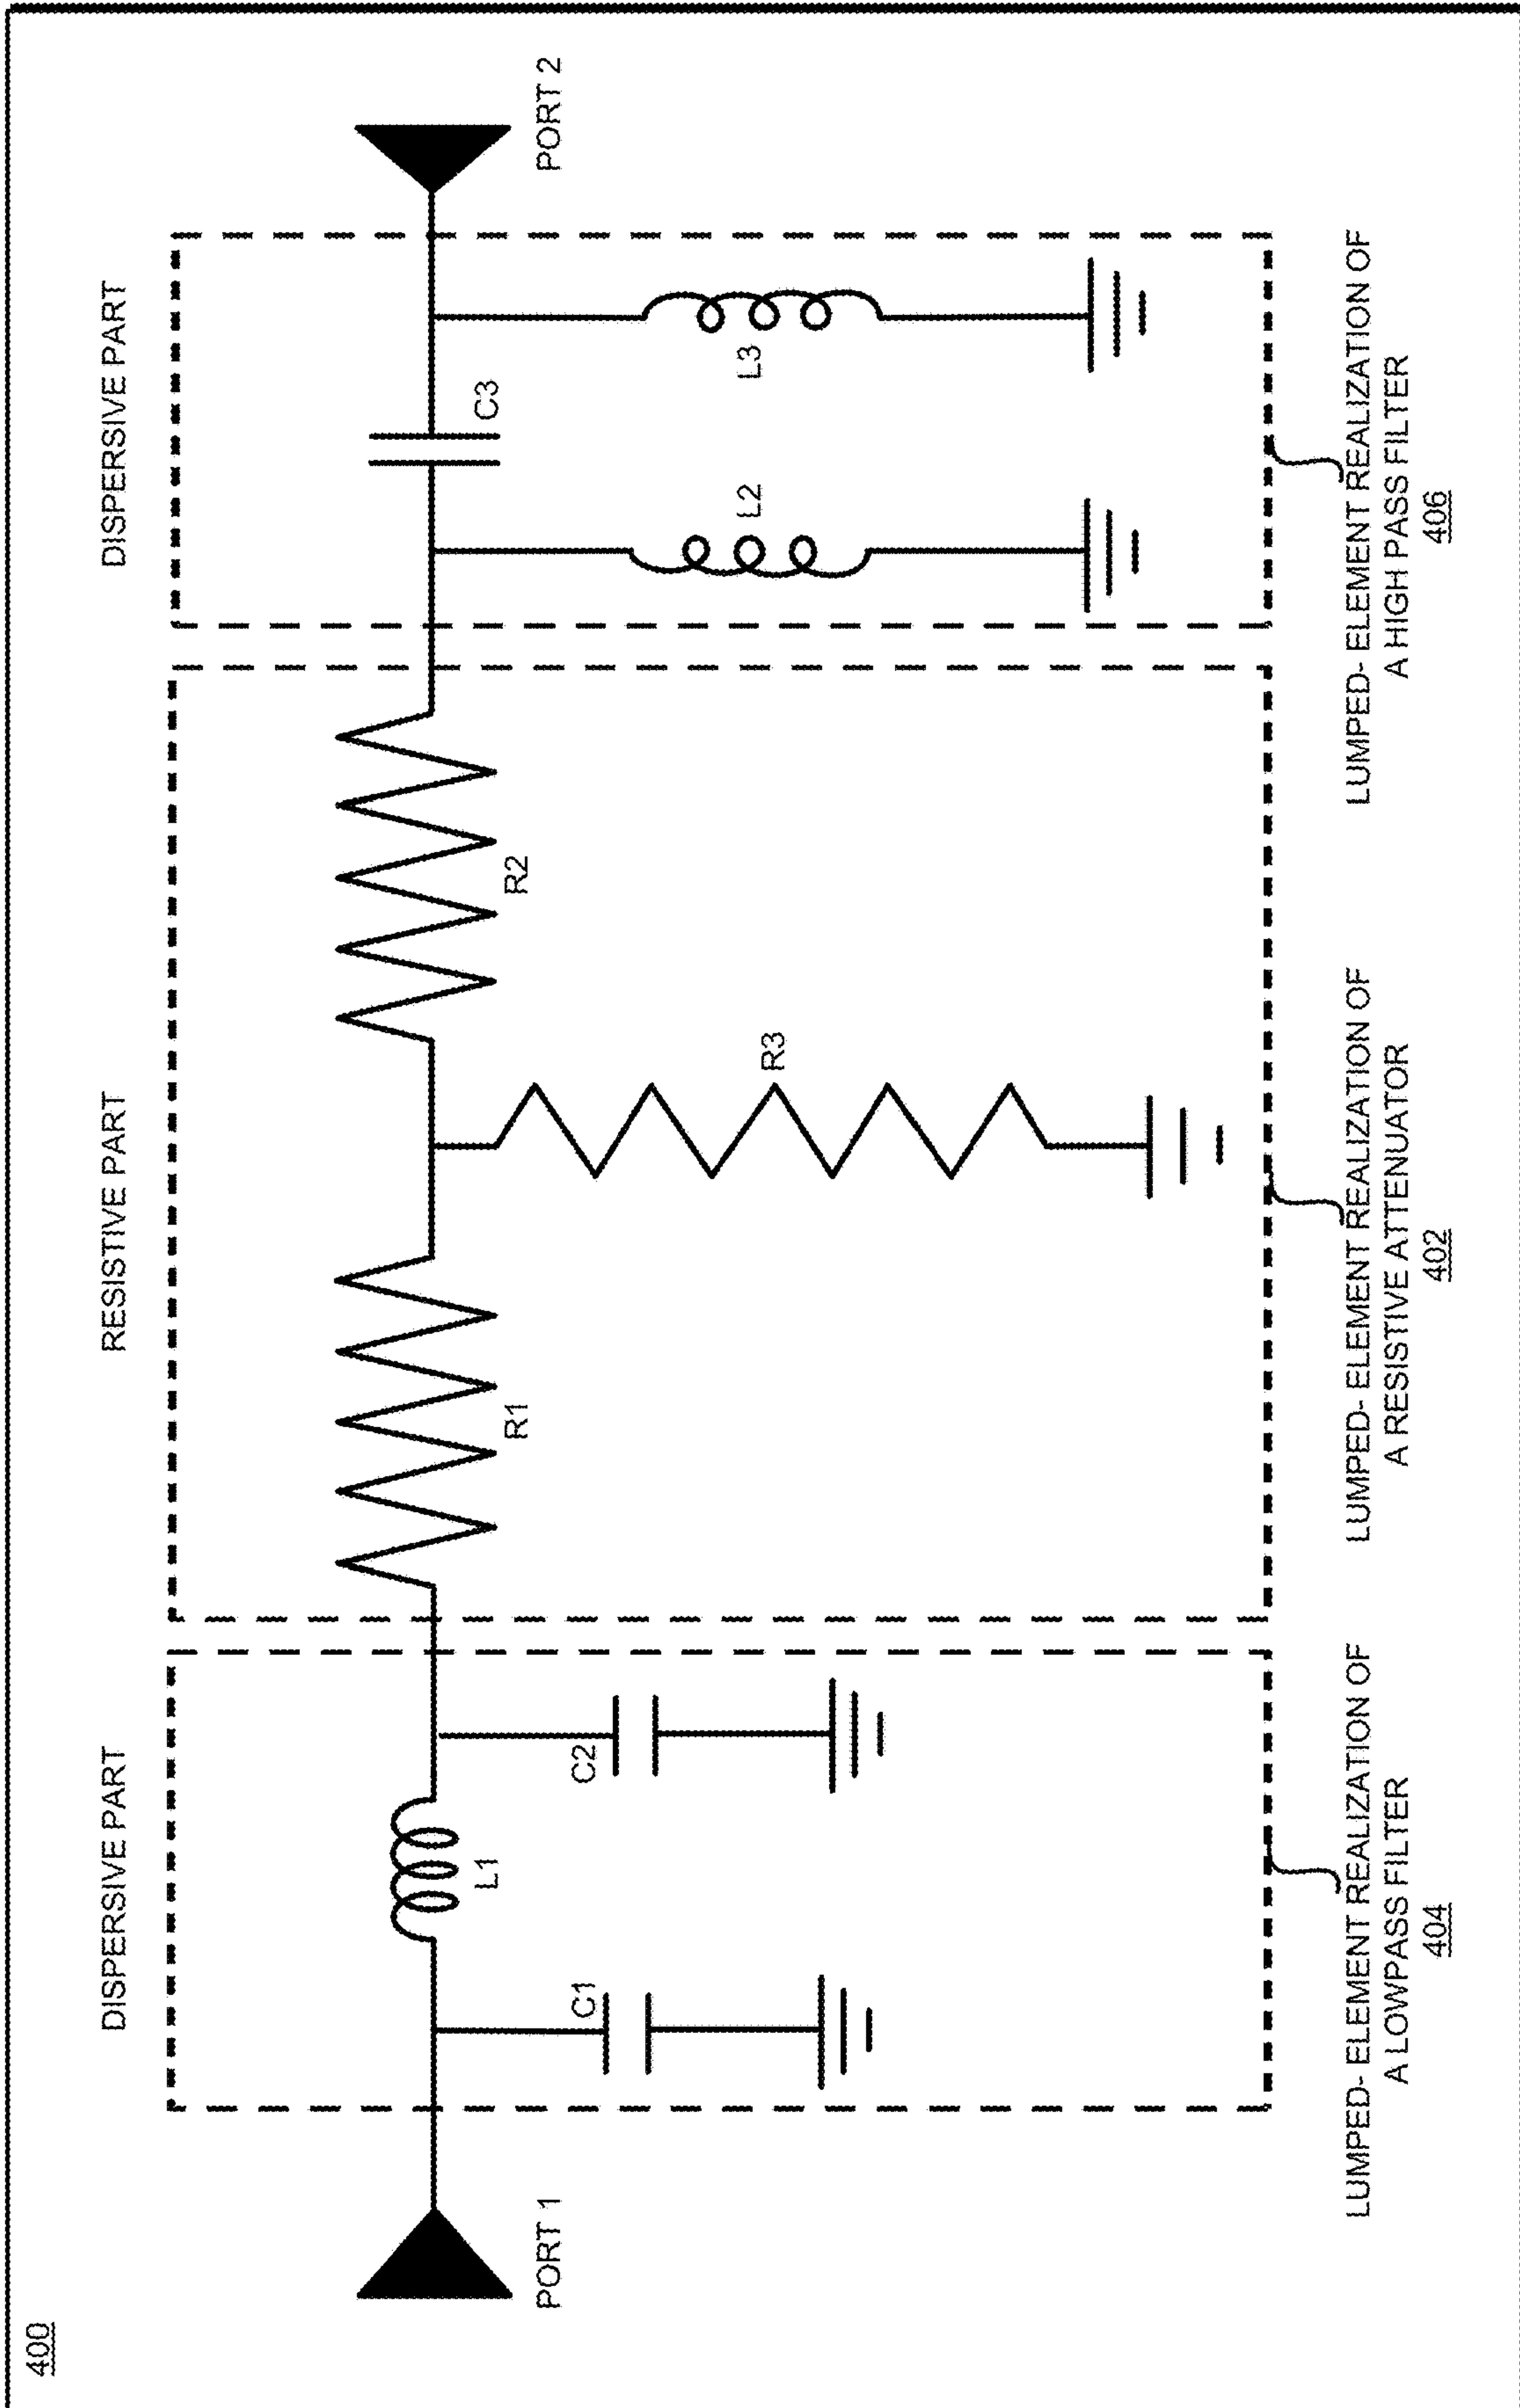 400
DISPERSIVE PART
RESISTIVE PART
DISPERSIVE PART
PORT 1
C1
L1
C2
R1
R3
R2
L2
C3
L3
PORT 2
LUMPED- ELEMENT REALIZATION OF
A LOWPASS FILTER
404
LUMPED- ELEMENT REALIZATION OF
A RESISTIVE ATTENUATOR
402
LUMPED- ELEMENT REALIZATION OF
A HIGH PASS FILTER
406